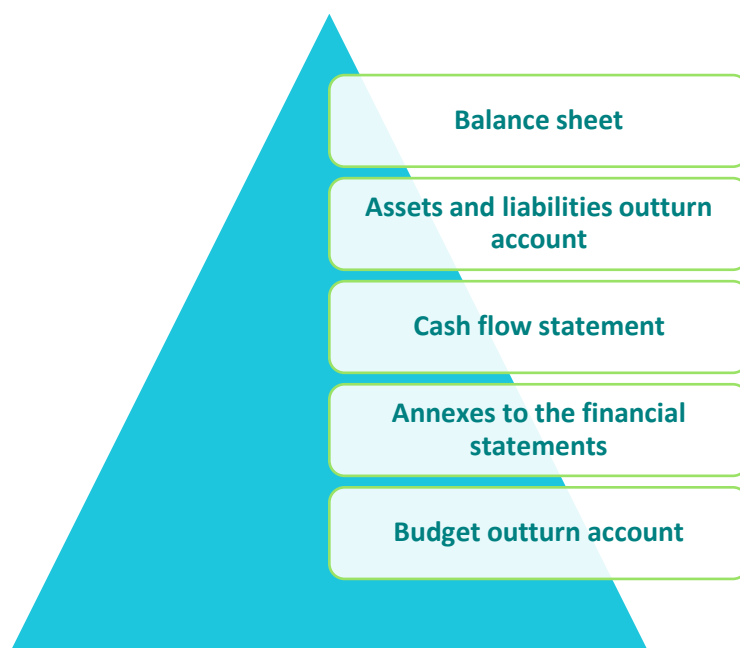 Balance sheet
Assets and liabilities outturn
account
Cash flow statement
Annexes to the financial
statements
Budget outturn account